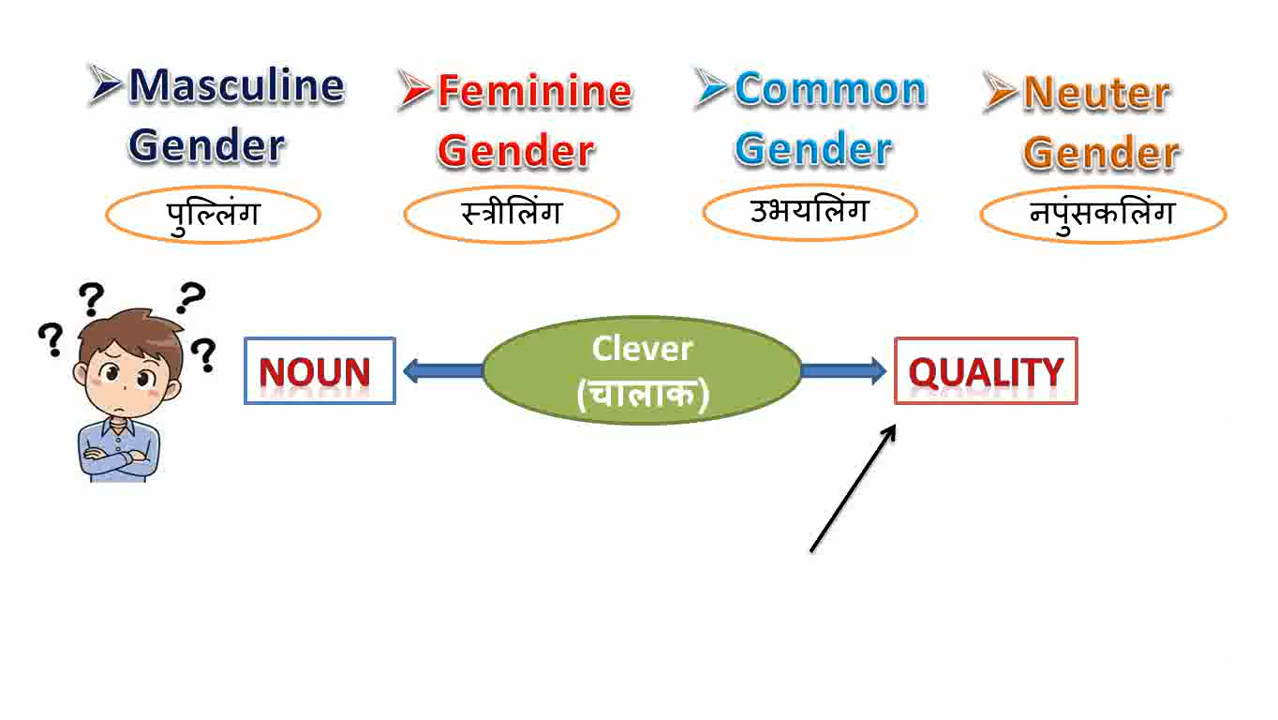 Masculine
Gender
पुल्लिंग
Feminine
Gender
स्त्रीलिंग
Common
Gender
उभयलिंग
Neuter
Gender
नपुंसकलिंग
? ? ? ?
NOUN
Clever
(चालाक)
QUALITY